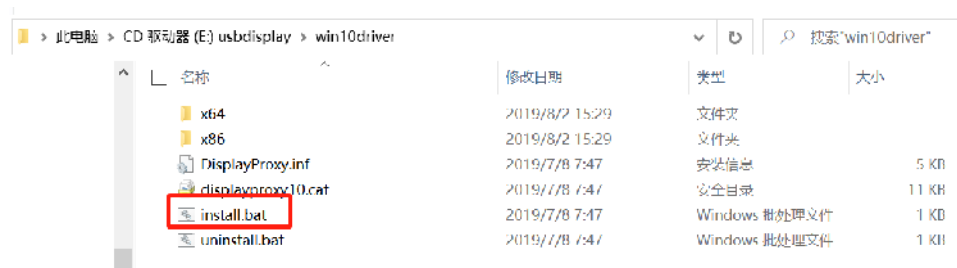 > 此电脑 > CD 驱动器 (E:) usbdisplay > win10driver 搜索"win10driver"
名称 修改日期 类型 大小
x64 2019/8/2 15:29 文件夹
x86 2019/8/2 15:29 文件夹
DisplayProxy.inf 2019/7/8 7:47 安装信息 5 KB
displayproxy10.cat 2019/7/8 7:47 安全目录 11 KB
install.bat 2019/7/8 7:47 Windows 批处理文件 1 KB
uninstall.bat 2019/7/8 7:47 Windows 批处理文件 1 KB